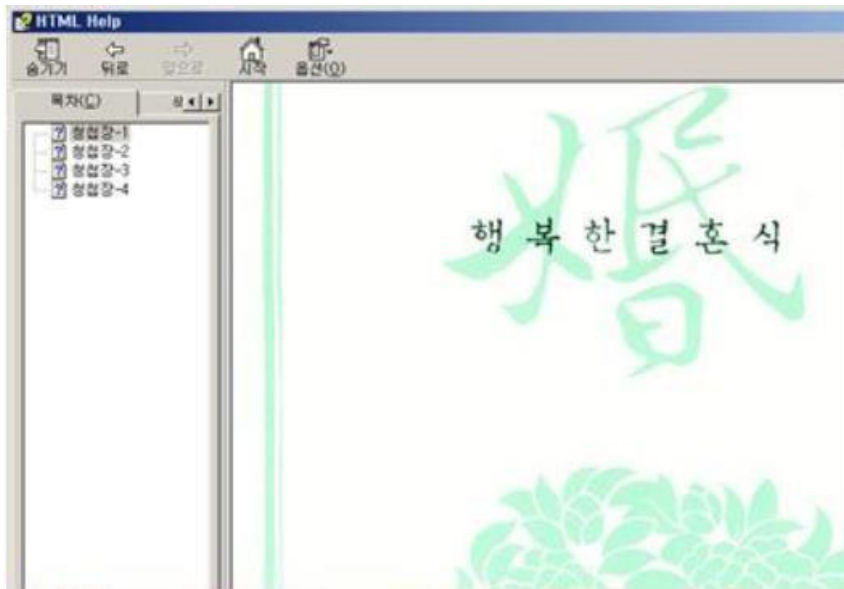 HTML Help
숨기기 뒤로 앞으로 시작 옵션(O)
목차(C)
청첩장-1
청첩장-2
청첩장-3
청첩장-4
婚
행복한결혼식